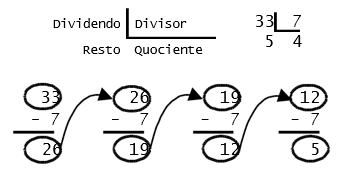 Dividendo Divisor 33 7
Resto Quociente 5 4
33 26 19 12
- 7 - 7 - 7 - 7
26 19 12 5